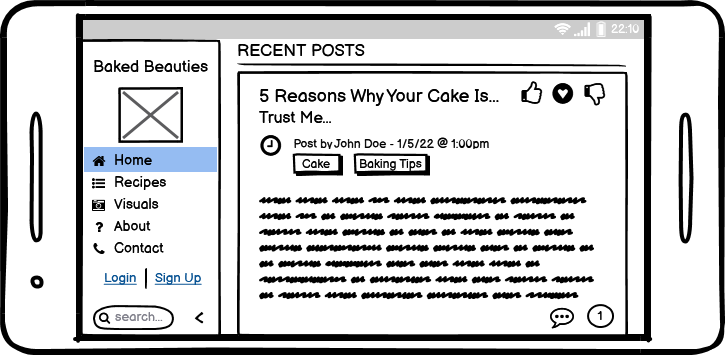 22:10
Baked Beauties
Home
Recipes
Visuals
? About
Contact
Login | Sign Up
search...
<
RECENT POSTS
5 Reasons Why Your Cake Is...
Trust Me...
Post by John Doe - 1/5/22 @ 1:00pm
Cake
Baking Tips
1